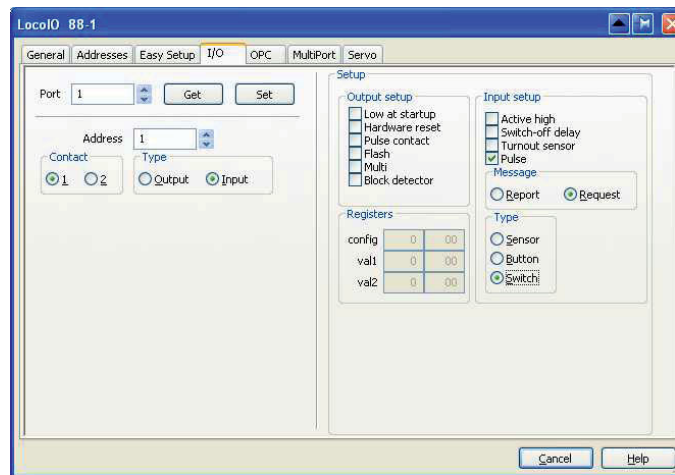 LocoIO 88-1
General Addresses Easy Setup I/O OPC MultiPort Servo
Port 1 Get Set
Address 1
Contact
1 2
Type
Output Input
Setup
Output setup
Low at startup
Hardware reset
Pulse contact
Flash
Multi
Block detector
Registers
config 0 00
val1 0 00
val2 0 00
Input setup
Active high
Switch-off delay
Turnout sensor
Pulse
Message
Report Request
Type
Sensor
Button
Switch
Cancel Help